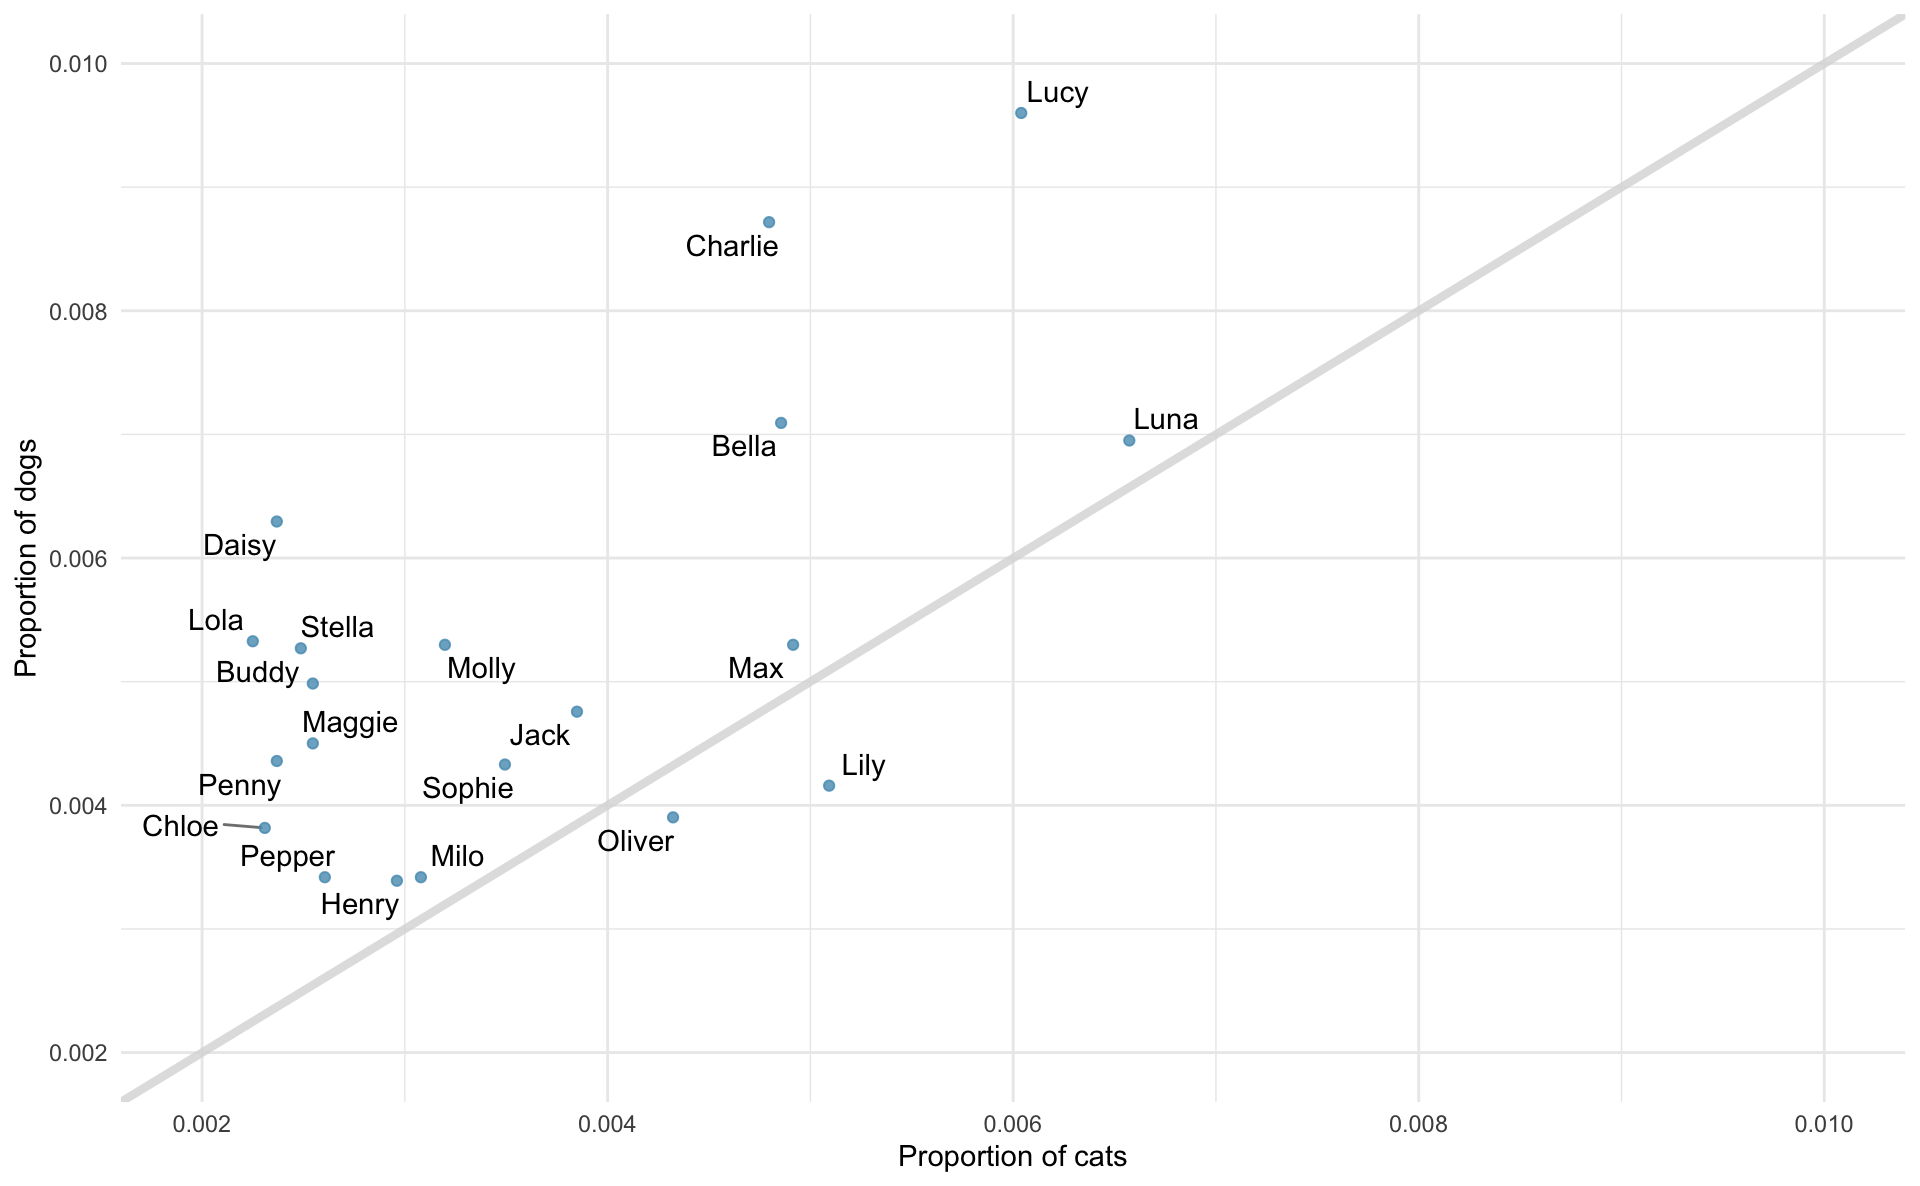 0.010
Lucy
Charlie
0.008
Luna
Bella
Daisy
0.006
Lola
Stella
Buddy
Molly
Max
Maggie
Jack
Lily
Penny
Sophie
0.004
Chloe
Oliver
Pepper
Milo
Henry
0.002
Proportion of dogs
0.002
0.004
0.006
0.008
0.010
Proportion of cats